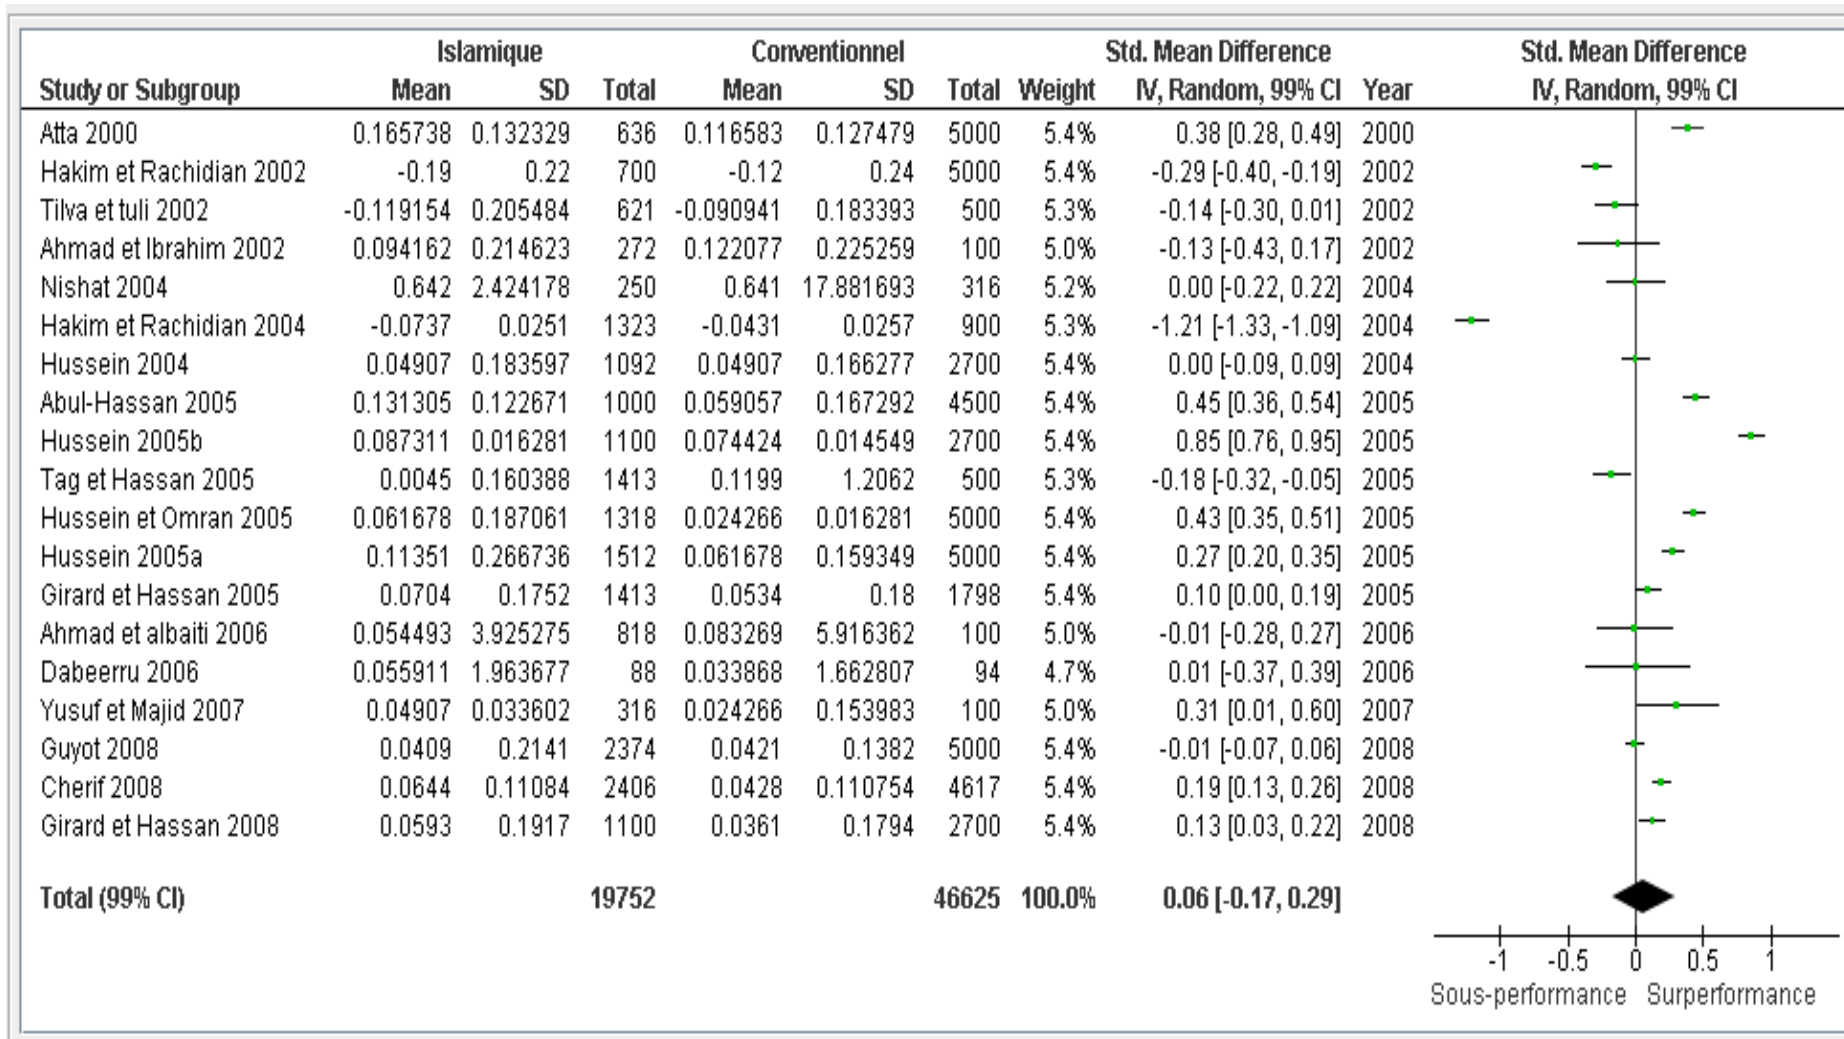 Islamique Conventionnel Std. Mean Difference Std. Mean Difference
Study or Subgroup Mean SD Total Mean SD Total Weight IV, Random, 99% CI Year IV, Random, 99% CI
Atta 2000 0.165738 0.132329 636 0.116583 0.127479 5000 5.4% 0.38 [0.28, 0.49] 2000
Hakim et Rachidian 2002 -0.19 0.22 700 -0.12 0.24 5000 5.4% -0.29 [-0.40, -0.19] 2002
Tilva et tuli 2002 -0.119154 0.205484 621 -0.090941 0.183393 500 5.3% -0.14 [-0.30, 0.01] 2002
Ahmad et Ibrahim 2002 0.094162 0.214623 272 0.122077 0.225259 100 5.0% -0.13 [-0.43, 0.17] 2002
Nishat 2004 0.642 2.424178 250 0.641 17.881693 316 5.2% 0.00 [-0.22, 0.22] 2004
Hakim et Rachidian 2004 -0.0737 0.0251 1323 -0.0431 0.0257 900 5.3% -1.21 [-1.33, -1.09] 2004
Hussein 2004 0.04907 0.183597 1092 0.04907 0.166277 2700 5.4% 0.00 [-0.09, 0.09] 2004
Abul-Hassan 2005 0.131305 0.122671 1000 0.059057 0.167292 4500 5.4% 0.45 [0.36, 0.54] 2005
Hussein 2005b 0.087311 0.016281 1100 0.074424 0.014549 2700 5.4% 0.85 [0.76, 0.95] 2005
Tag et Hassan 2005 0.0045 0.160388 1413 0.1199 1.2062 500 5.3% -0.18 [-0.32, -0.05] 2005
Hussein et Omran 2005 0.061678 0.187061 1318 0.024266 0.016281 5000 5.4% 0.43 [0.35, 0.51] 2005
Hussein 2005a 0.11351 0.266736 1512 0.061678 0.159349 5000 5.4% 0.27 [0.20, 0.35] 2005
Girard et Hassan 2005 0.0704 0.1752 1413 0.0534 0.18 1798 5.4% 0.10 [0.00, 0.19] 2005
Ahmad et albaiti 2006 0.054493 3.925275 818 0.083269 5.916362 100 5.0% -0.01 [-0.28, 0.27] 2006
Dabeerru 2006 0.055911 1.963677 88 0.033868 1.662807 94 4.7% 0.01 [-0.37, 0.39] 2006
Yusuf et Majid 2007 0.04907 0.033602 316 0.024266 0.153983 100 5.0% 0.31 [0.01, 0.60] 2007
Guyot 2008 0.0409 0.2141 2374 0.0421 0.1382 5000 5.4% -0.01 [-0.07, 0.06] 2008
Cherif 2008 0.0644 0.11084 2406 0.0428 0.110754 4617 5.4% 0.19 [0.13, 0.26] 2008
Girard et Hassan 2008 0.0593 0.1917 1100 0.0361 0.1794 2700 5.4% 0.13 [0.03, 0.22] 2008
Total (99% CI) 19752 46625 100.0% 0.06 [-0.17, 0.29]
-1 -0.5 0 0.5 1
Sous-performance Surperformance